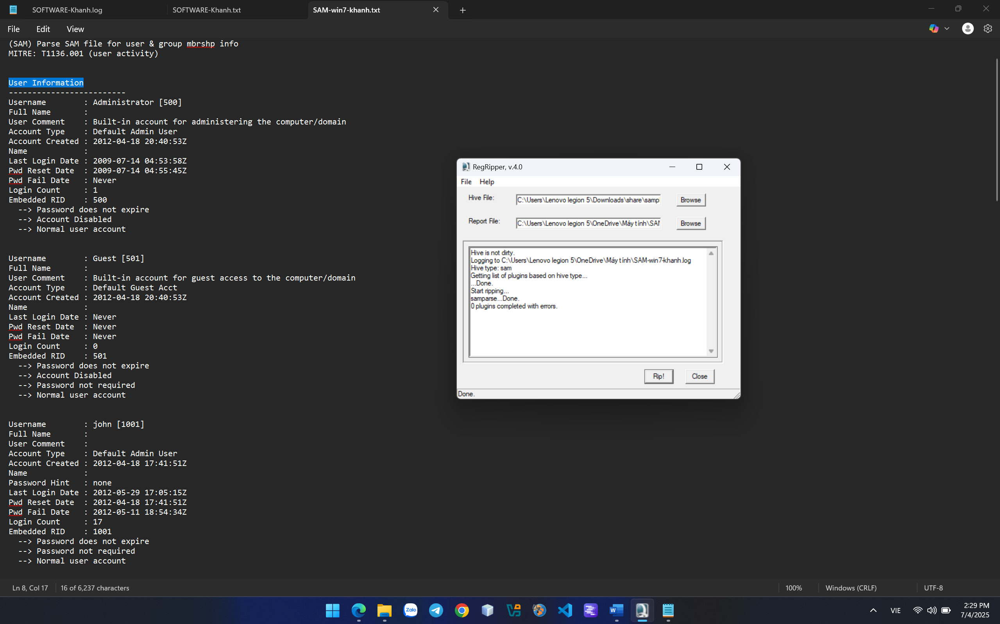 SOFTWARE-Khanh.log
SOFTWARE-Khanh.txt
SAM-win7-khanh.txt
File Edit View
(SAM) Parse SAM file for user & group mbrshp info
MITRE: T1136.001 (user activity)
User Information
-------------------------
Username        : Administrator [500]
Full Name       :
User Comment    : Built-in account for administering the computer/domain
Account Type    : Default Admin User
Account Created : 2012-04-18 20:40:53Z
Name            :
Last Login Date : 2009-07-14 04:53:58Z
Pwd Reset Date  : 2009-07-14 04:55:45Z
Pwd Fail Date   : Never
Login Count     : 1
Embedded RID    : 500
  --> Password does not expire
  --> Account Disabled
  --> Normal user account
Username        : Guest [501]
Full Name       :
User Comment    : Built-in account for guest access to the computer/domain
Account Type    : Default Guest Acct
Account Created : 2012-04-18 20:40:53Z
Name            :
Last Login Date : Never
Pwd Reset Date  : Never
Pwd Fail Date   : Never
Login Count     : 0
Embedded RID    : 501
  --> Password does not expire
  --> Account Disabled
  --> Password not required
  --> Normal user account
Username        : john [1001]
Full Name       :
User Comment    :
Account Type    : Default Admin User
Account Created : 2012-04-18 17:41:51Z
Name            :
Password Hint   : none
Last Login Date : 2012-05-29 17:05:15Z
Pwd Reset Date  : 2012-04-18 17:41:51Z
Pwd Fail Date   : 2012-05-11 18:54:34Z
Login Count     : 17
Embedded RID    : 1001
  --> Password does not expire
  --> Password not required
  --> Normal user account
RegRipper, v.4.0
File Help
Hive File: C:\Users\Lenovo legion 5\Downloads\share\samp Browse
Report File: C:\Users\Lenovo legion 5\OneDrive\Máy tính\SAM Browse
Hive is not dirty.
Logging to C:\Users\Lenovo legion 5\OneDrive\Máy tính\SAM-win7-khanh.log
Hive type: sam
Getting list of plugins based on hive type...
...Done.
Start ripping...
samparse...Done.
0 plugins completed with errors.
Rip! Close
Done.
Ln 8, Col 17 16 of 6,237 characters 100% Windows (CRLF) UTF-8
Zalo
W
VIE
2:29 PM
7/4/2025